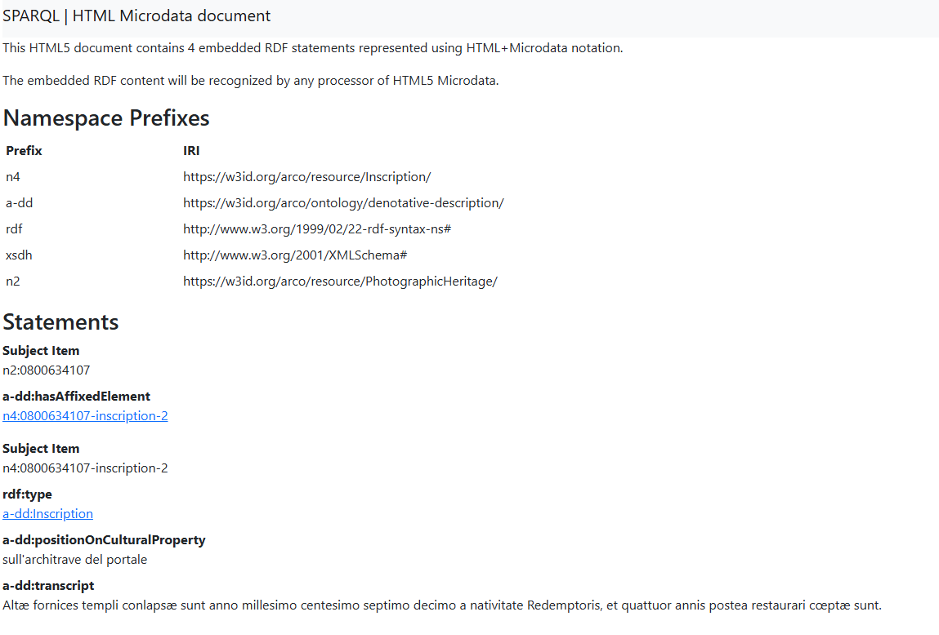 SPARQL | HTML Microdata document
This HTML5 document contains 4 embedded RDF statements represented using HTML+Microdata notation.
The embedded RDF content will be recognized by any processor of HTML5 Microdata.
Namespace Prefixes
Prefix IRI
n4 https://w3id.org/arco/resource/Inscription/
a-dd https://w3id.org/arco/ontology/denotative-description/
rdf http://www.w3.org/1999/02/22-rdf-syntax-ns#
xsdh http://www.w3.org/2001/XMLSchema#
n2 https://w3id.org/arco/resource/PhotographicHeritage/
Statements
Subject Item
n2:0800634107
a-dd:hasAffixedElement
n4:0800634107-inscription-2
Subject Item
n4:0800634107-inscription-2
rdf:type
a-dd:Inscription
a-dd:positionOnCulturalProperty
sull'architrave del portale
a-dd:transcript
Altæ fornices templi conlapsæ sunt anno millesimo centesimo septimo decimo a nativitate Redemptoris, et quattuor annis postea restaurari cœptæ sunt.